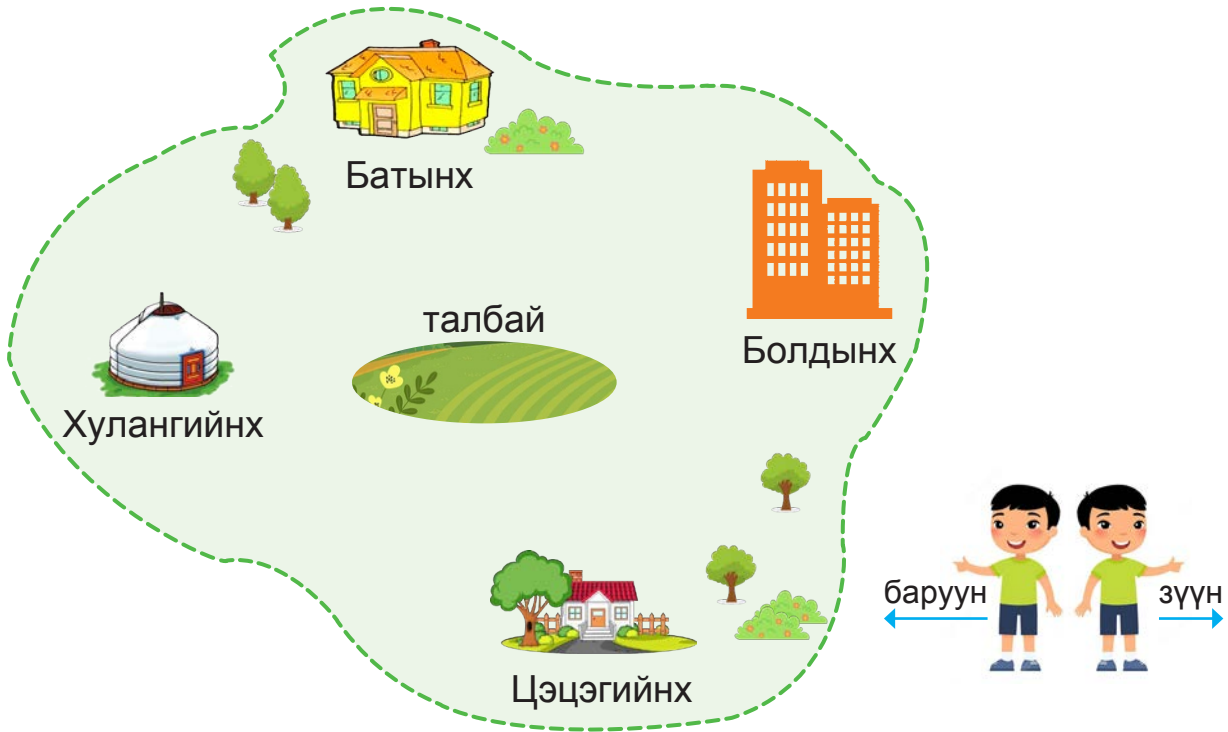 Батынх
талбай
Болдынх
Хулангийнх
баруун
зүүн
Цэцэгийнх